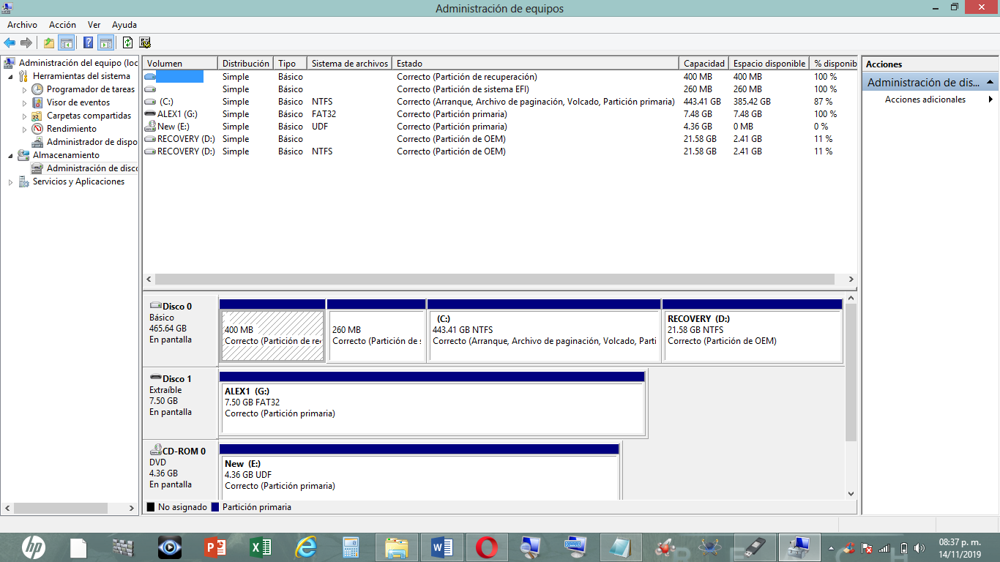 Administración de equipos
Archivo Acción Ver Ayuda
Administración del equipo (loc
Herramientas del sistema
Programador de tareas
Visor de eventos
Carpetas compartidas
Rendimiento
Administrador de dispo
Almacenamiento
Administración de disco
Servicios y Aplicaciones
Volumen Distribución Tipo Sistema de archivos Estado Capacidad Espacio disponible % disponib
Simple Básico Correcto (Partición de recuperación) 400 MB 400 MB 100 %
Simple Básico Correcto (Partición de sistema EFI) 260 MB 260 MB 100 %
(C:) Simple Básico NTFS Correcto (Arranque, Archivo de paginación, Volcado, Partición primaria) 443.41 GB 385.42 GB 87 %
ALEX1 (G:) Simple Básico FAT32 Correcto (Partición primaria) 7.48 GB 7.48 GB 100 %
New (E:) Simple Básico UDF Correcto (Partición primaria) 4.36 GB 0 MB 0 %
RECOVERY (D:) Simple Básico Correcto (Partición de OEM) 21.58 GB 2.41 GB 11 %
RECOVERY (D:) Simple Básico NTFS Correcto (Partición de OEM) 21.58 GB 2.41 GB 11 %
Disco 0
Básico
465.64 GB
En pantalla
400 MB
Correcto (Partición de re
260 MB
Correcto (Partición de s
(C:)
443.41 GB NTFS
Correcto (Arranque, Archivo de paginación, Volcado, Parti
RECOVERY (D:)
21.58 GB NTFS
Correcto (Partición de OEM)
Disco 1
Extraíble
7.50 GB
En pantalla
ALEX1 (G:)
7.50 GB FAT32
Correcto (Partición primaria)
CD-ROM 0
DVD
4.36 GB
En pantalla
New (E:)
4.36 GB UDF
Correcto (Partición primaria)
No asignado Partición primaria
Acciones
Administración de dis...
Acciones adicionales
hp
08:37 p. m.
14/11/2019